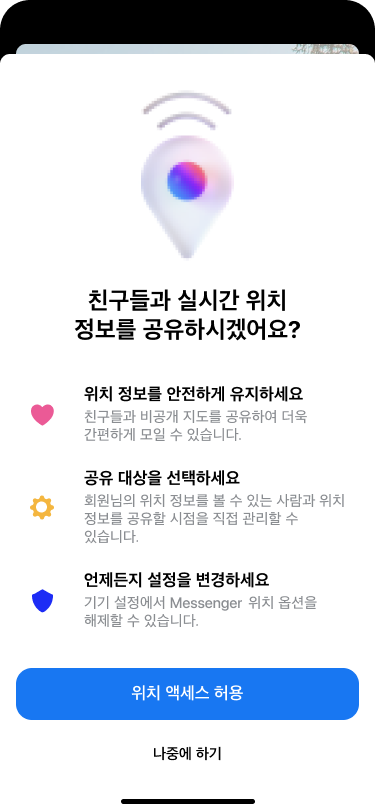 친구들과 실시간 위치
정보를 공유하시겠어요?
위치 정보를 안전하게 유지하세요
친구들과 비공개 지도를 공유하여 더욱
간편하게 모일 수 있습니다.
공유 대상을 선택하세요
회원님의 위치 정보를 볼 수 있는 사람과 위치
정보를 공유할 시점을 직접 관리할 수
있습니다.
언제든지 설정을 변경하세요
기기 설정에서 Messenger 위치 옵션을
해제할 수 있습니다.
위치 액세스 허용
나중에 하기